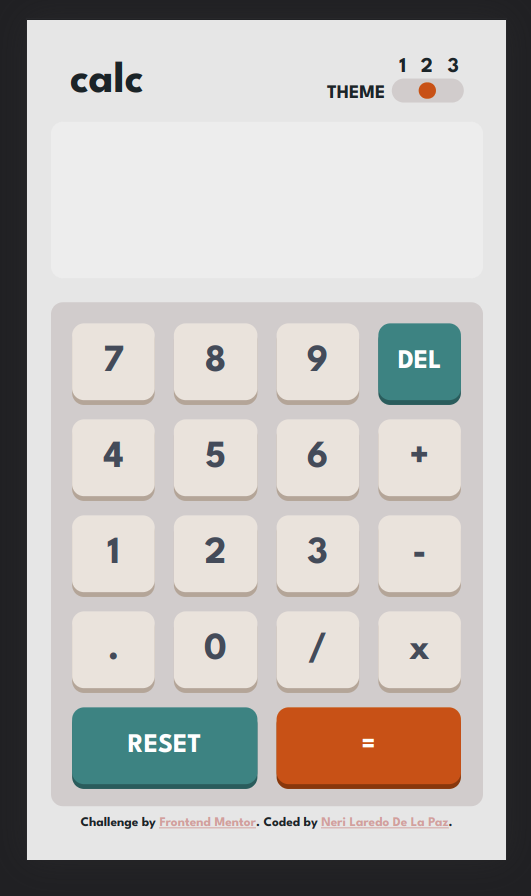 calc
1 2 3
THEME
7 8 9 DEL
4 5 6 +
1 2 3 -
. 0 / x
RESET =
Challenge by Frontend Mentor. Coded by Neri Laredo De La Paz.